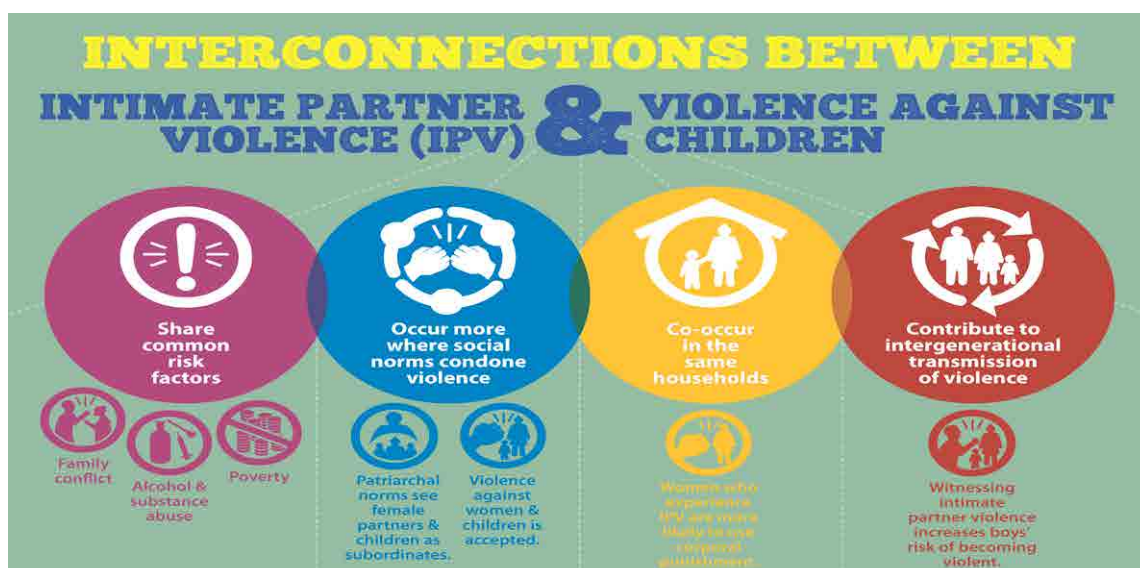 INTERCONNECTIONS BETWEEN
INTIMATE PARTNER
VIOLENCE (IPV)
&
VIOLENCE AGAINST
CHILDREN
Share
common
risk
factors
Occur more
where social
norms condone
violence
Co-occur
in the
same
households
Contribute to
intergenerational
transmission
of violence
Family
conflict
Alcohol &
substance
abuse
Poverty
Patriarchal
norms see
female
partners &
children as
subordinates.
Violence
against
women &
children is
accepted.
Women who
experience
IPV are more
likely to use
corporal
punishment.
Witnessing
intimate
partner violence
increases boys'
risk of becoming
violent.